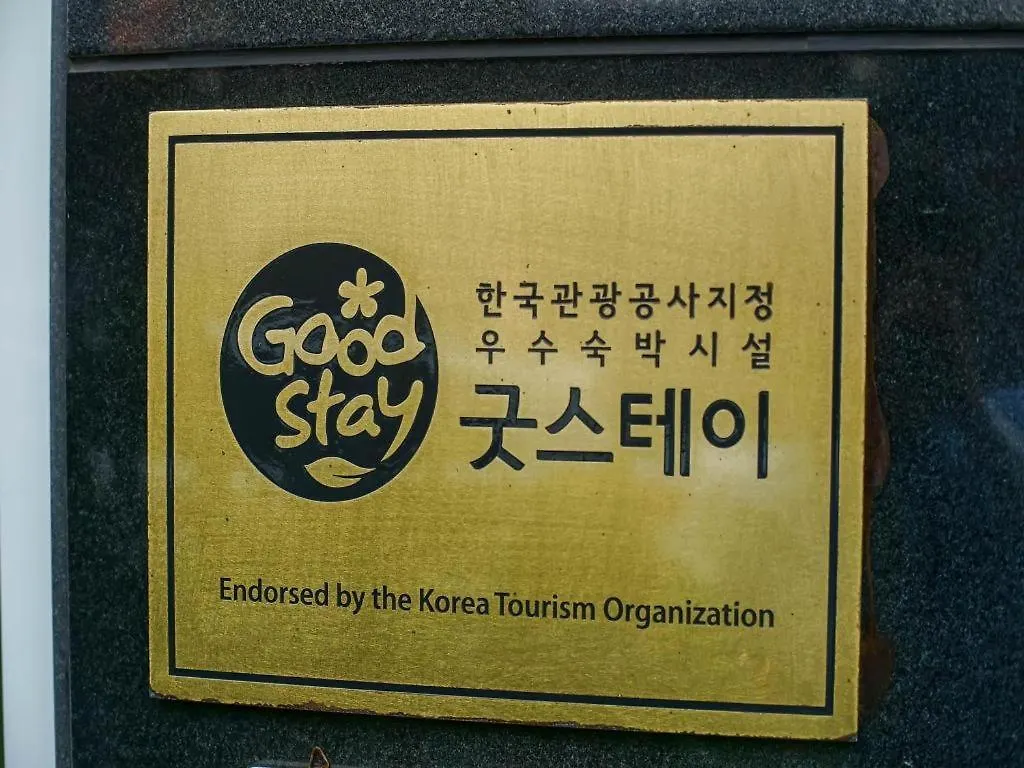 Good
Stay
한국관광공사지정
우수숙박시설
굿스테이
Endorsed by the Korea Tourism Organization